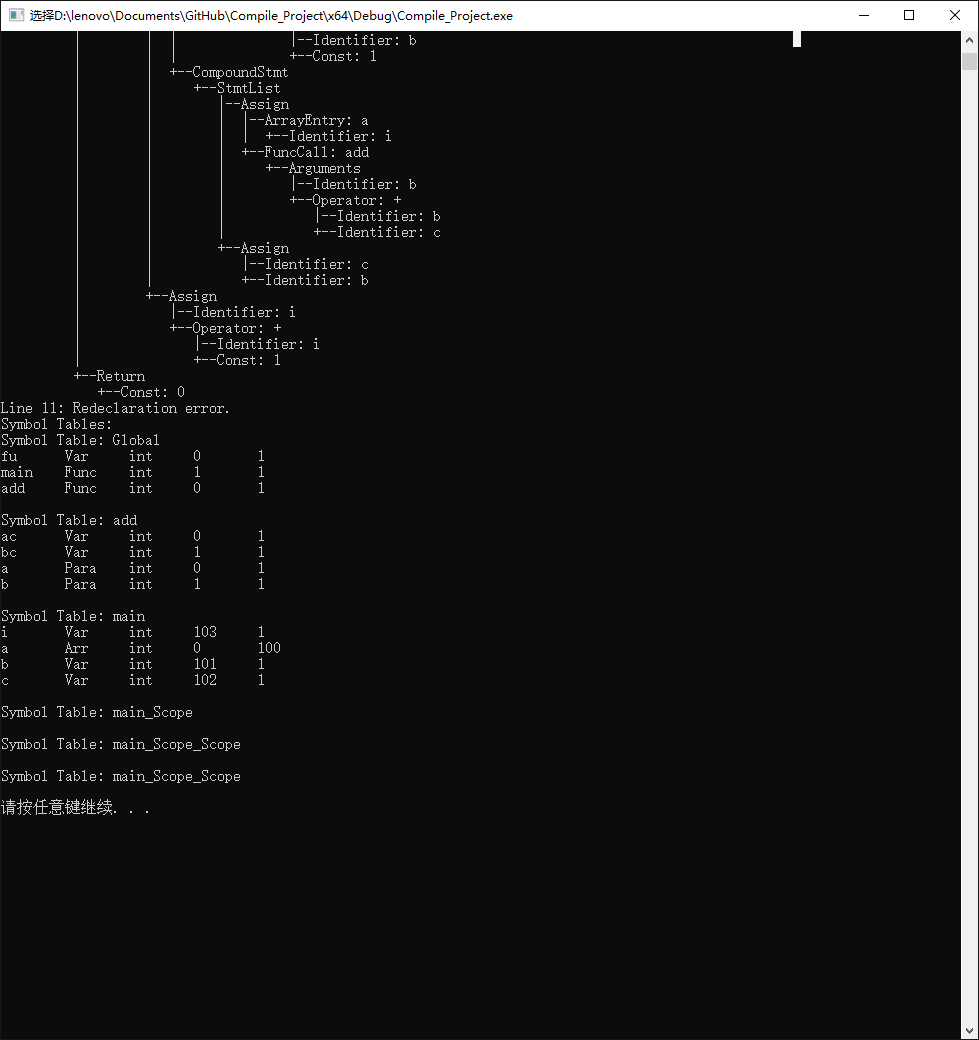 选择D:\lenovo\Documents\GitHub\Compile_Project\x64\Debug\Compile_Project.exe
|--Identifier: b
+--Const: 1
+--CompoundStmt
+--StmtList
|--Assign
|--ArrayEntry: a
+--Identifier: i
+--FuncCall: add
+--Arguments
|--Identifier: b
+--Operator: +
|--Identifier: b
+--Identifier: c
+--Assign
|--Identifier: c
+--Identifier: b
+--Assign
|--Identifier: i
+--Operator: +
|--Identifier: i
+--Const: 1
+--Return
+--Const: 0
Line 11: Redeclaration error.
Symbol Tables:
Symbol Table: Global
fu Var int 0 1
main Func int 1 1
add Func int 0 1
Symbol Table: add
ac Var int 0 1
bc Var int 1 1
a Para int 0 1
b Para int 1 1
Symbol Table: main
i Var int 103 1
a Arr int 0 100
b Var int 101 1
c Var int 102 1
Symbol Table: main_Scope
Symbol Table: main_Scope_Scope
Symbol Table: main_Scope_Scope
请按任意键继续. . .